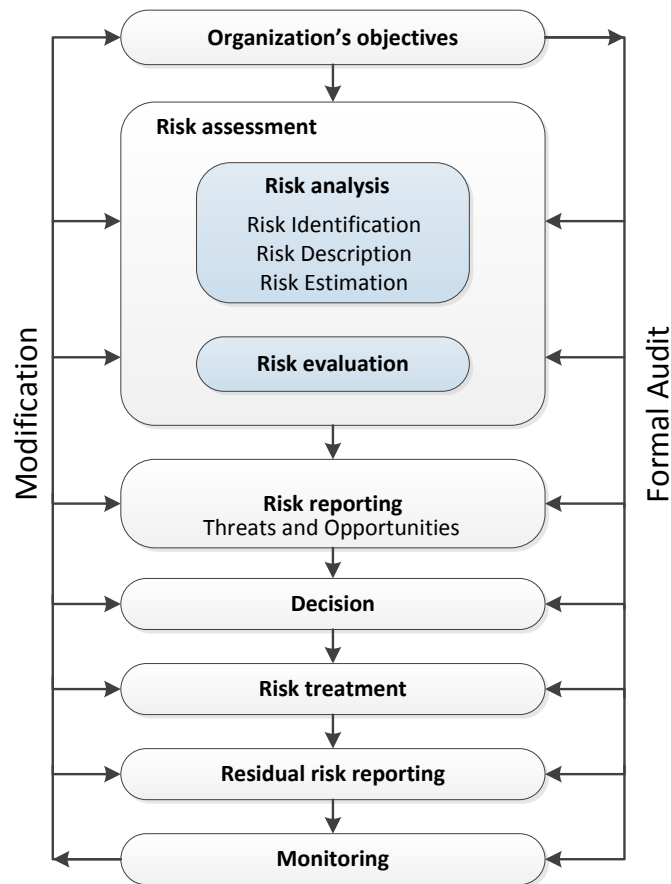 Organization’s objectives
Risk assessment
Risk analysis
Risk Identification
Risk Description
Risk Estimation
Risk evaluation
Modification
Formal Audit
Risk reporting
Threats and Opportunities
Decision
Risk treatment
Residual risk reporting
Monitoring